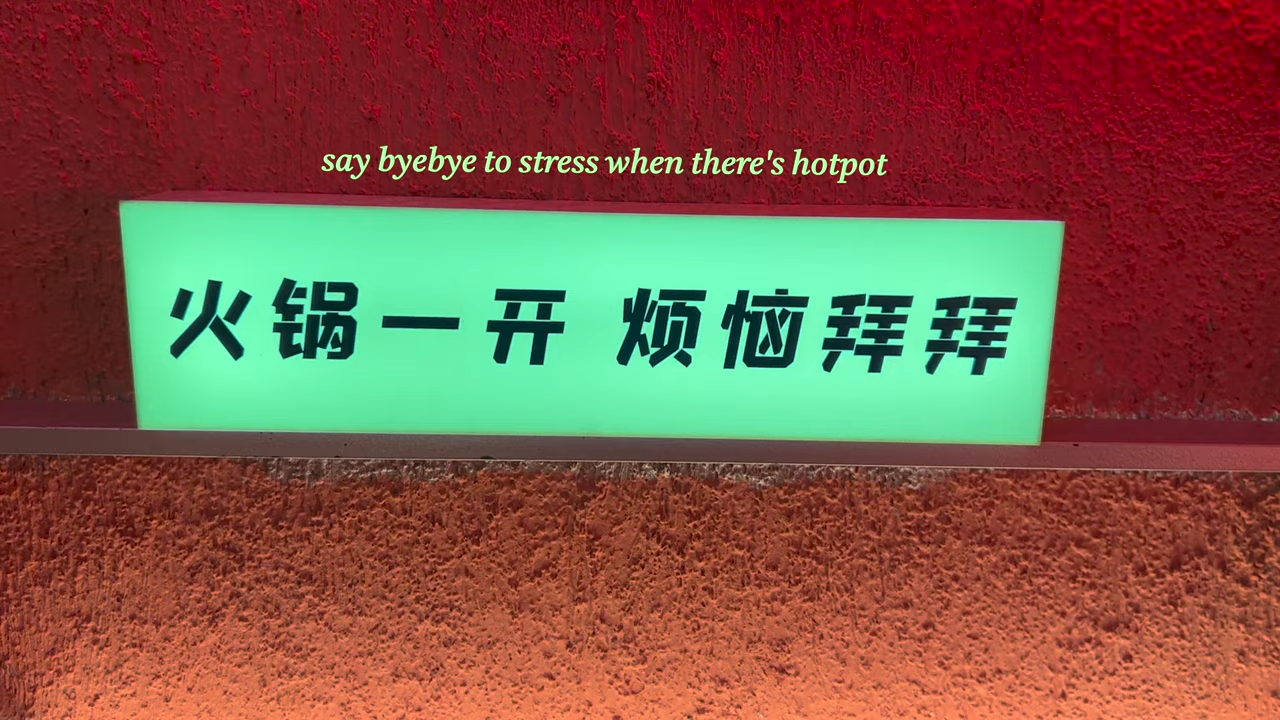 say byebye to stress when there's hotpot
火锅一开 烦恼拜拜